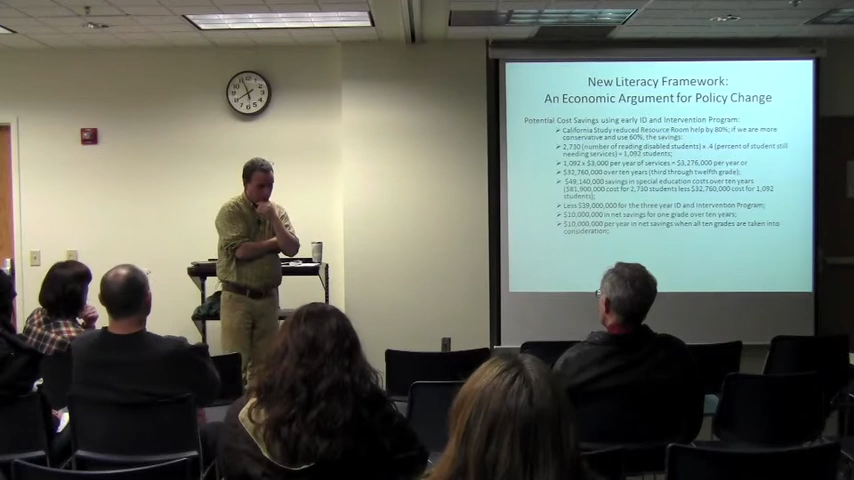 New Literacy Framework:
An Economic Argument for Policy Change
Potential Cost Savings using early ID and Intervention Program:
➢ California Study reduced Resource Room help by 80%; if we are more
conservative and use 60%, the savings:
➢ 2,730 (number of reading disabled students) x .4 (percent of student still
needing services) = 1,092 students;
➢ 1,092 x $3,000 per year of services = $3,276,000 per year or
➢ $32,760,000 over ten years (third through twelfth grade);
➢ $49,140,000 savings in special education costs over ten years
($81,900,000 cost for 2,730 students less $32,760,000 cost for 1,092
students);
➢ Less $39,000,000 for the three year ID and Intervention Program;
➢ $10,000,000 in net savings for one grade over ten years;
➢ $10,000,000 per year in net savings when all ten grades are taken into
consideration;